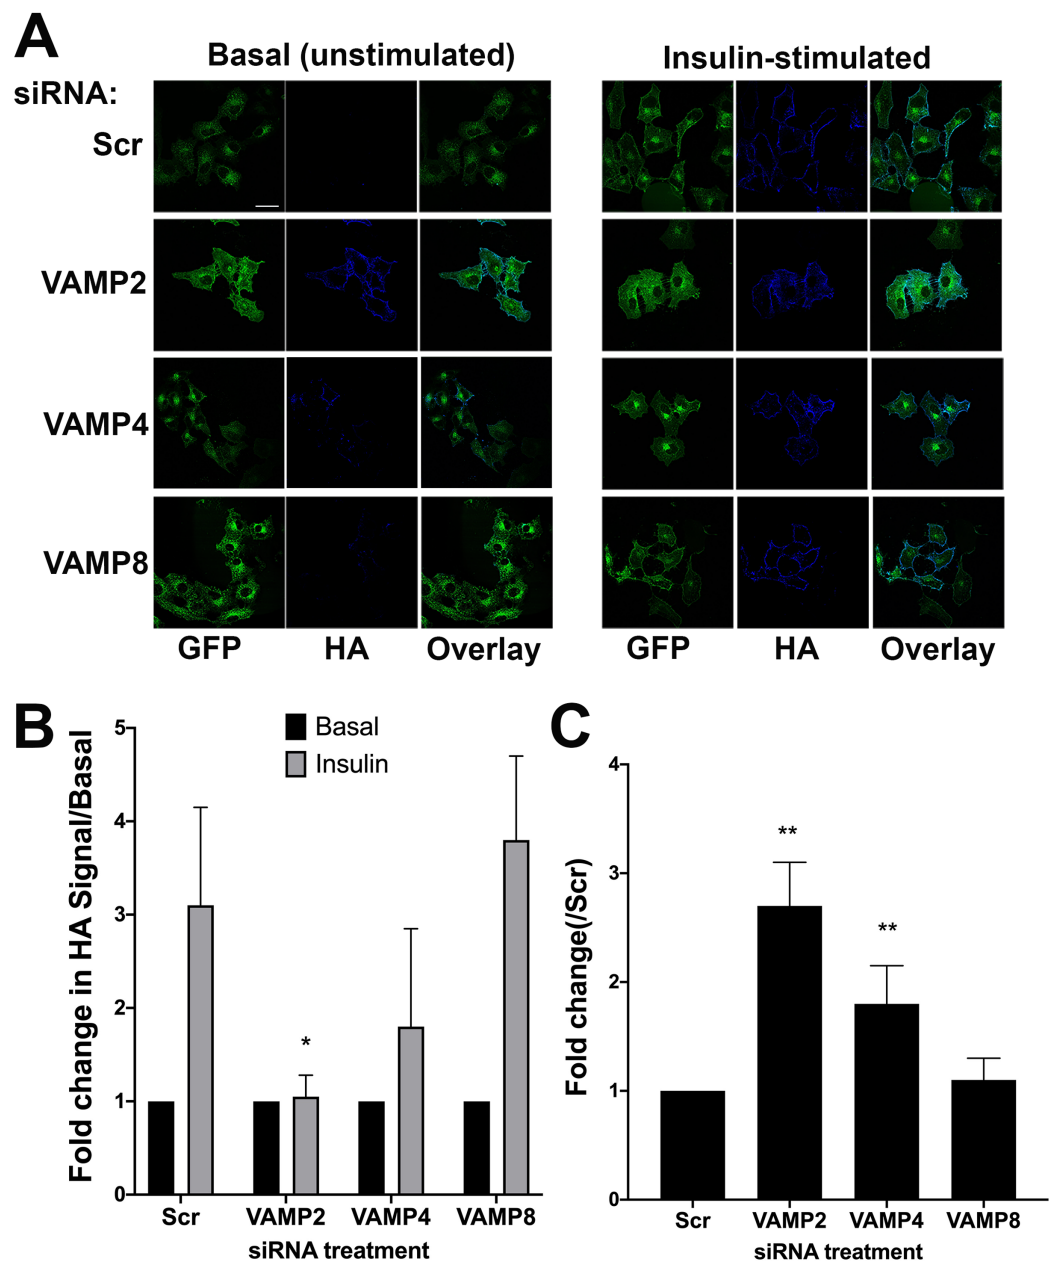 A
Basal (unstimulated)
Insulin-stimulated
siRNA:
Scr
VAMP2
VAMP4
VAMP8
GFP
HA
Overlay
GFP
HA
Overlay
B
Fold change in HA Signal/Basal
5
4
3
2
1
0
Basal
Insulin
*
Scr
VAMP2
VAMP4
VAMP8
siRNA treatment
C
Fold change(/Scr)
4
3
2
1
0
**
**
Scr
VAMP2
VAMP4
VAMP8
siRNA treatment